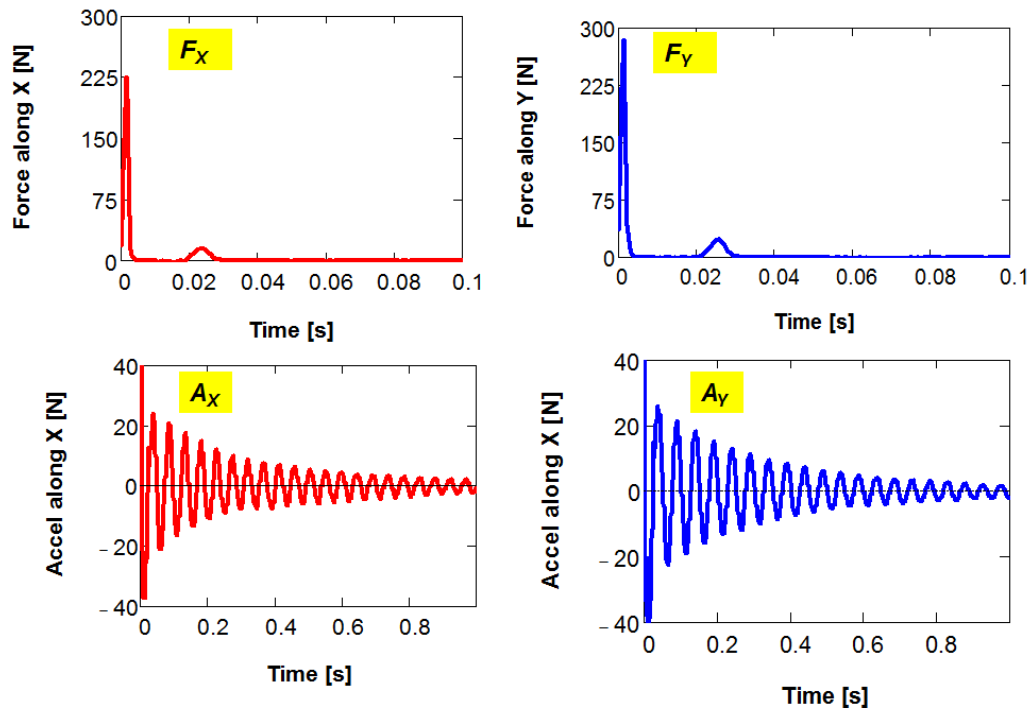 300
225
150
75
0
Force along X [N]
F_X
0 0.02 0.04 0.06 0.08 0.1
Time [s]
300
225
150
75
0
Force along Y [N]
F_Y
0 0.02 0.04 0.06 0.08 0.1
Time [s]
40
20
0
− 20
− 40
Accel along X [N]
A_X
0 0.2 0.4 0.6 0.8
Time [s]
40
20
0
− 20
− 40
Accel along X [N]
A_Y
0 0.2 0.4 0.6 0.8
Time [s]